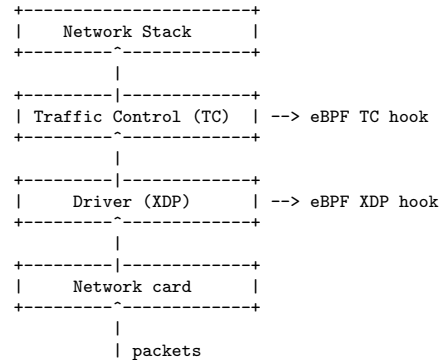 Network Stack
Traffic Control (TC) --> eBPF TC hook
Driver (XDP) --> eBPF XDP hook
Network card
packets